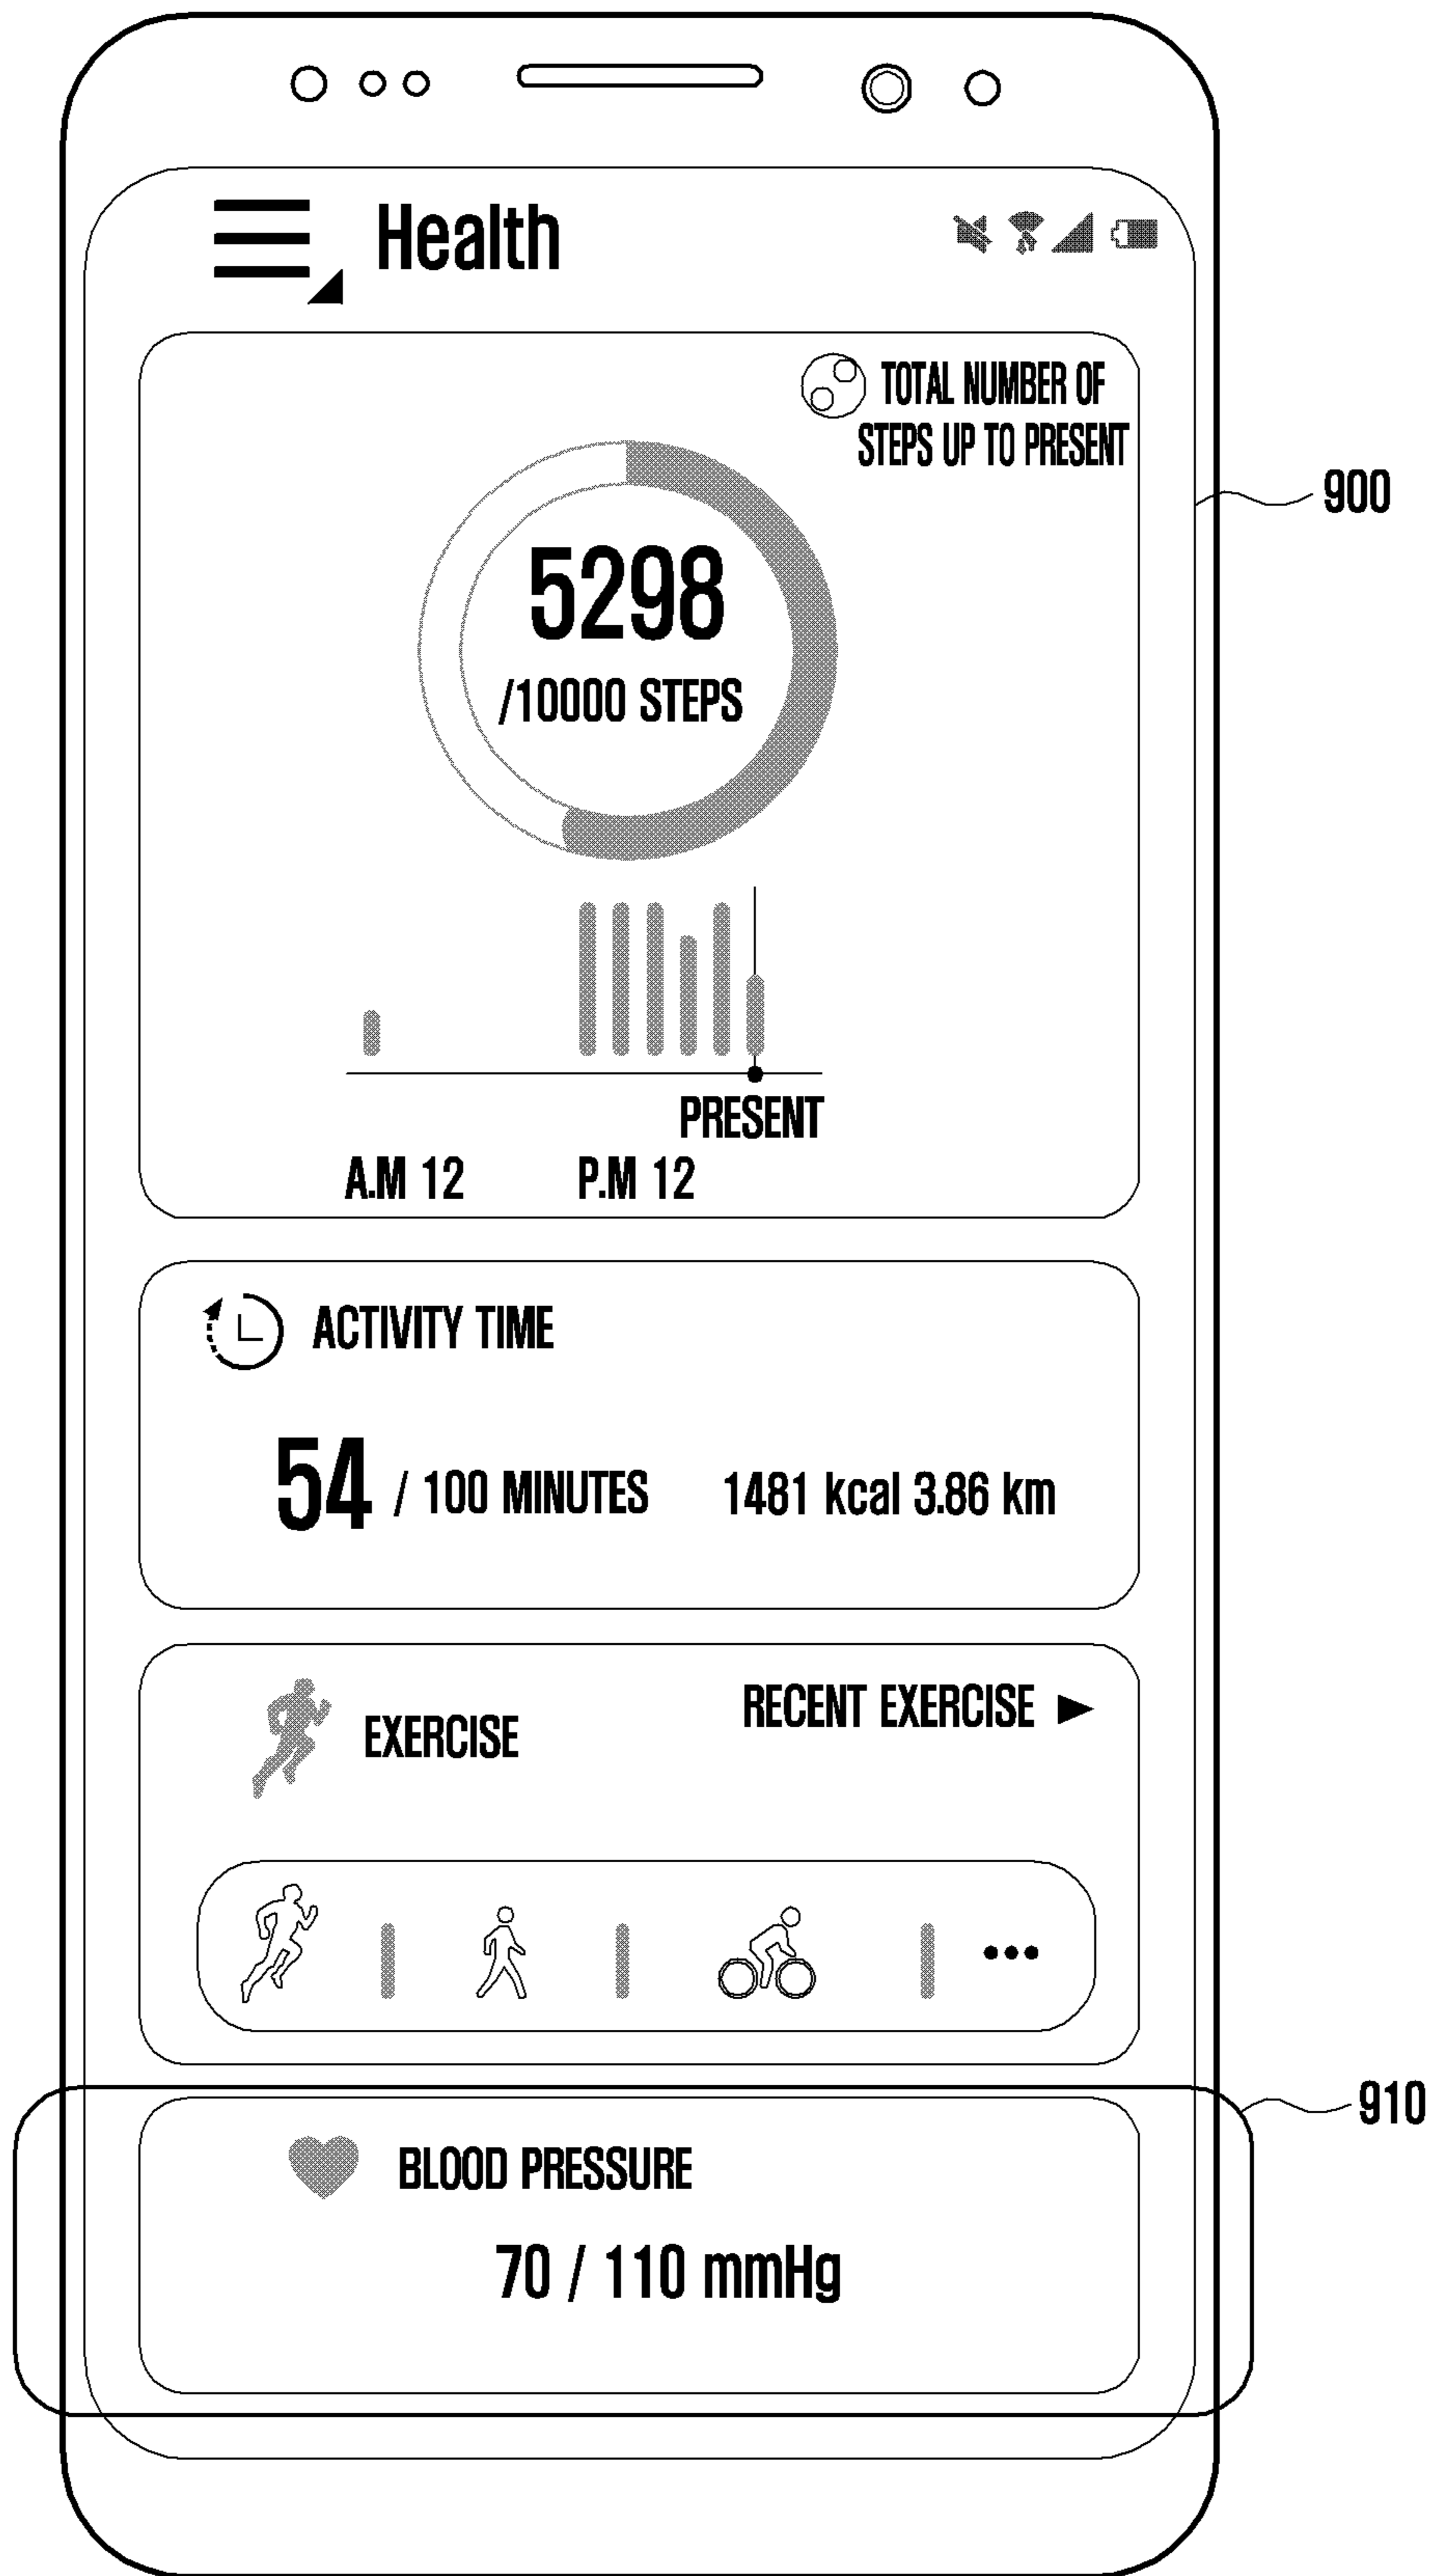 Health
TOTAL NUMBER OF
STEPS UP TO PRESENT
900
5298
/10000 STEPS
PRESENT
A.M 12 P.M 12
ACTIVITY TIME
54 / 100 MINUTES 1481 kcal 3.86 km
RECENT EXERCISE
EXERCISE
910
BLOOD PRESSURE
70 / 110 mmHg